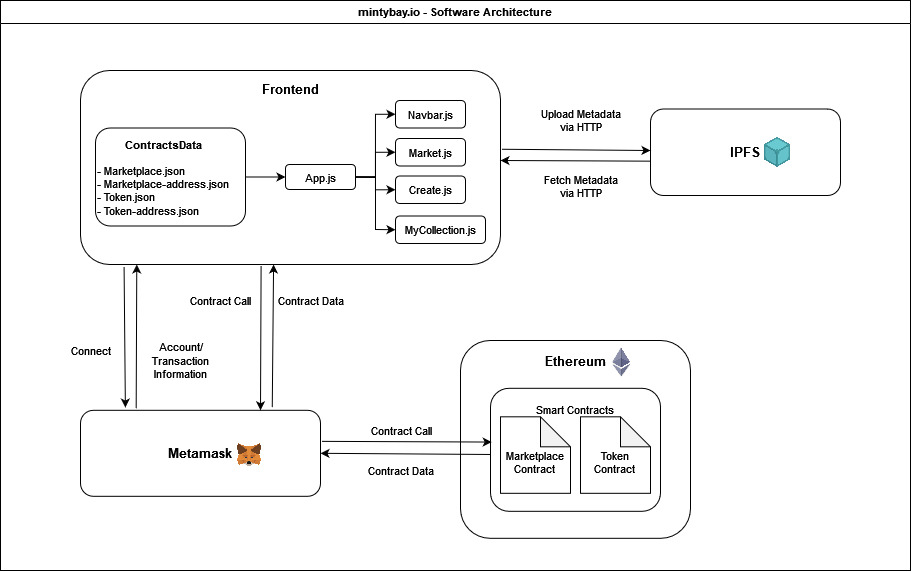 mintybay.io - Software Architecture
Frontend
ContractsData
- Marketplace.json
- Marketplace-address.json
- Token.json
- Token-address.json
App.js
Navbar.js
Market.js
Create.js
MyCollection.js
Upload Metadata
via HTTP
Fetch Metadata
via HTTP
IPFS
Connect
Account/
Transaction
Information
Contract Call
Contract Data
Metamask
Contract Call
Contract Data
Ethereum
Smart Contracts
Marketplace
Contract
Token
Contract